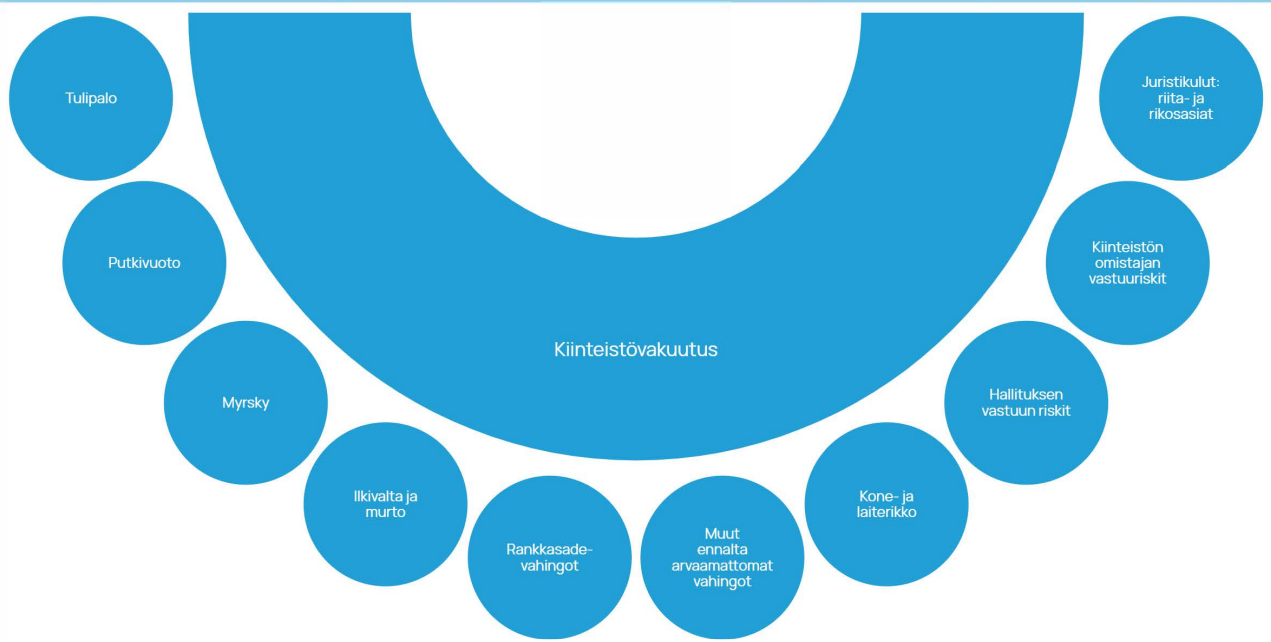 Tulipalo
Putkivuoto
Myrsky
Ilkivalta ja
murto
Rankkasade-
vahingot
Muut
ennalta
arvaamattomat
vahingot
Kone- ja
laiterikko
Hallituksen
vastuun riskit
Kiinteistön
omistajan
vastuuriskit
Juristikulut:
riita- ja
rikosasiat
Kiinteistövakuutus